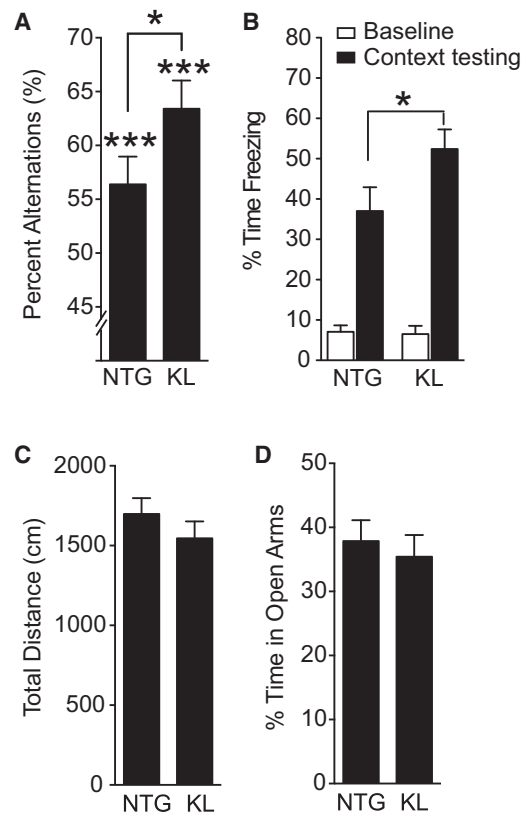 A
Percent Alternations (%)
70
65
60
55
50
45
*
***
***
NTG KL
B
Baseline
Context testing
% Time Freezing
80
70
60
50
40
30
20
10
0
*
NTG KL
C
Total Distance (cm)
2000
1500
1000
500
0
NTG KL
D
% Time in Open Arms
50
40
30
20
10
0
NTG KL